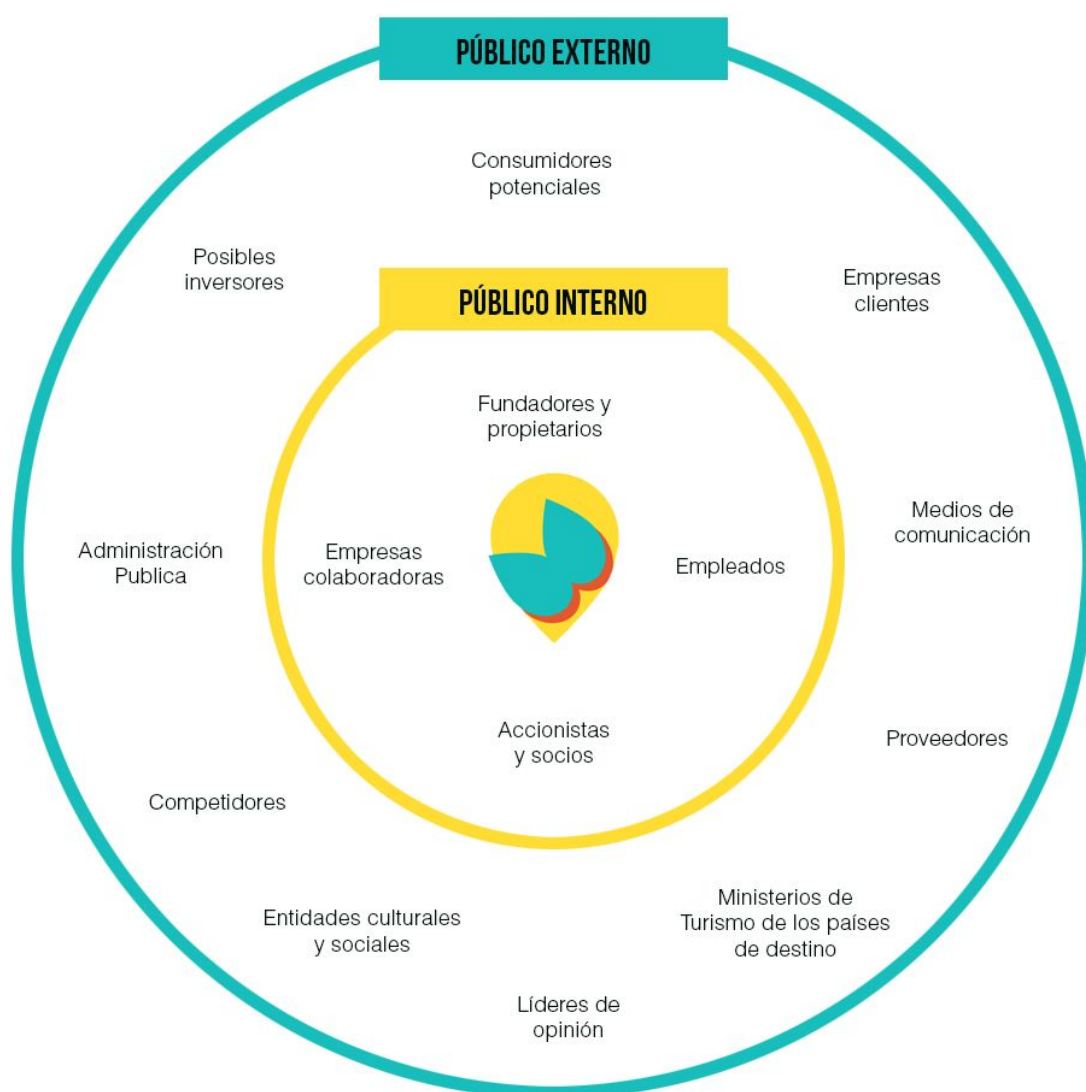 PÚBLICO EXTERNO
Consumidores
potenciales
Posibles
inversores
Empresas
clientes
PÚBLICO INTERNO
Fundadores y
propietarios
Medios de
comunicación
Administración
Publica
Empresas
colaboradoras
Empleados
Accionistas
y socios
Proveedores
Competidores
Ministerios de
Turismo de los países
de destino
Entidades culturales
y sociales
Líderes de
opinión